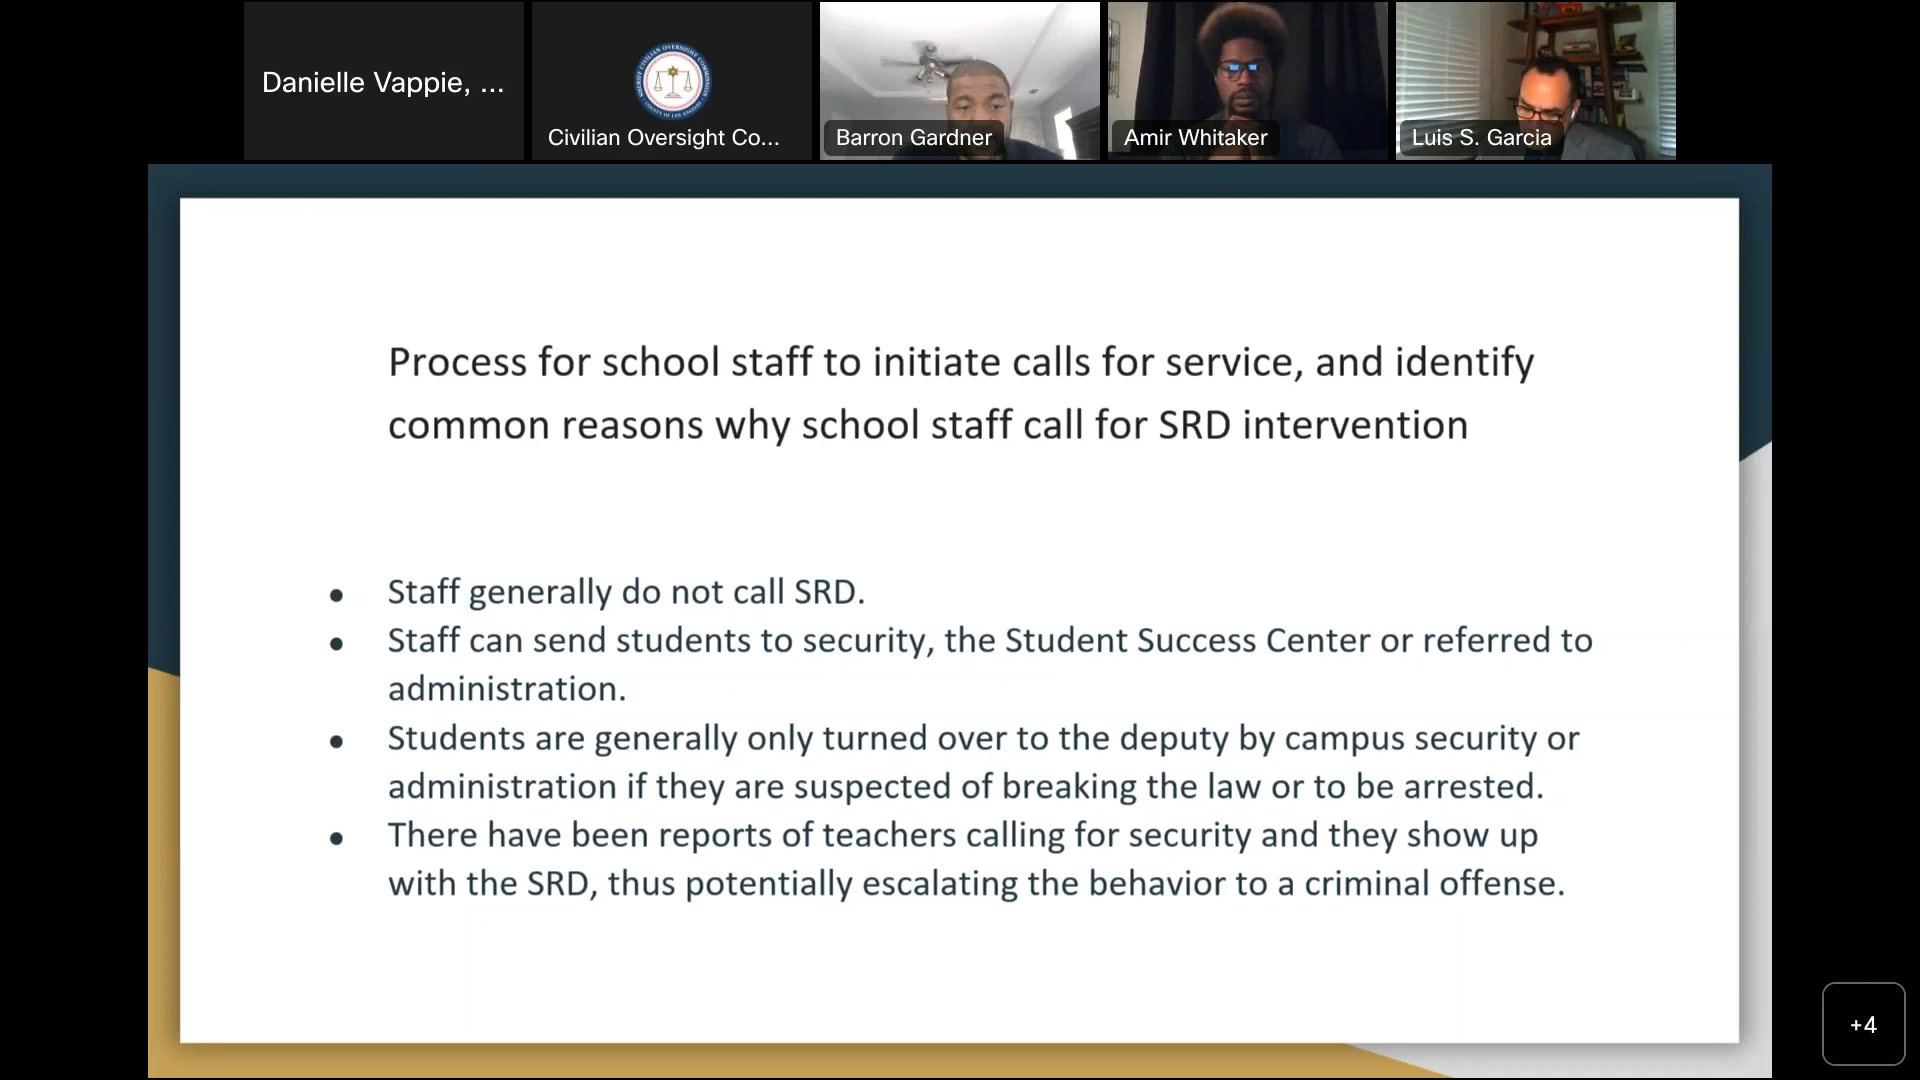 Danielle Vappie, ...
Civilian Oversight Co...
Barron Gardner
Amir Whitaker
Luis S. Garcia
Process for school staff to initiate calls for service, and identify
common reasons why school staff call for SRD intervention
● Staff generally do not call SRD.
● Staff can send students to security, the Student Success Center or referred to
administration.
● Students are generally only turned over to the deputy by campus security or
administration if they are suspected of breaking the law or to be arrested.
● There have been reports of teachers calling for security and they show up
with the SRD, thus potentially escalating the behavior to a criminal offense.
+4